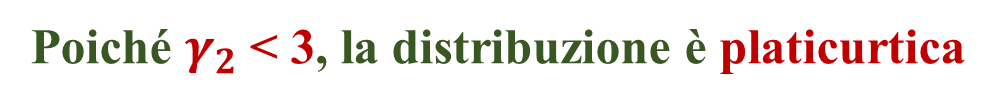 Poiché γ₂ < 3, la distribuzione è platicurtica